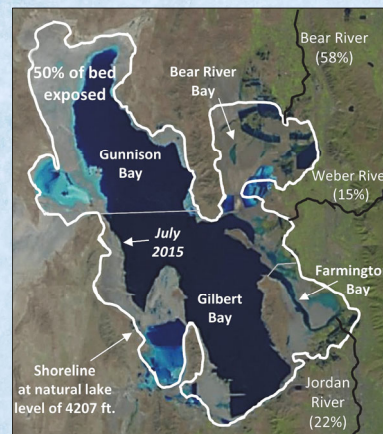 Bear River
(58%)
50% of bed
exposed
Bear River
Bay
Gunnison
Bay
Weber Rive
(15%)
July
2015
Farmington
Bay
Gilbert
Bay
Shoreline
at natural lake
level of 4207 ft.
Jordan
River
(22%)